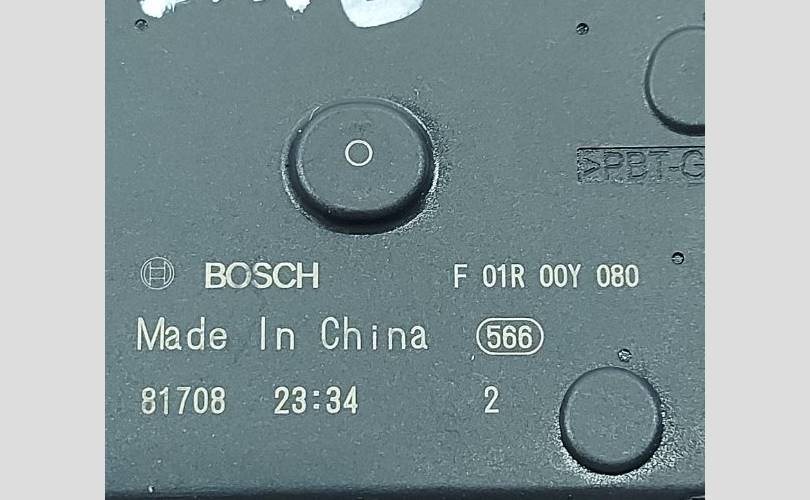 >PBT-G
BOSCH F 01R 00Y 080
Made In China 566
81708 23:34 2